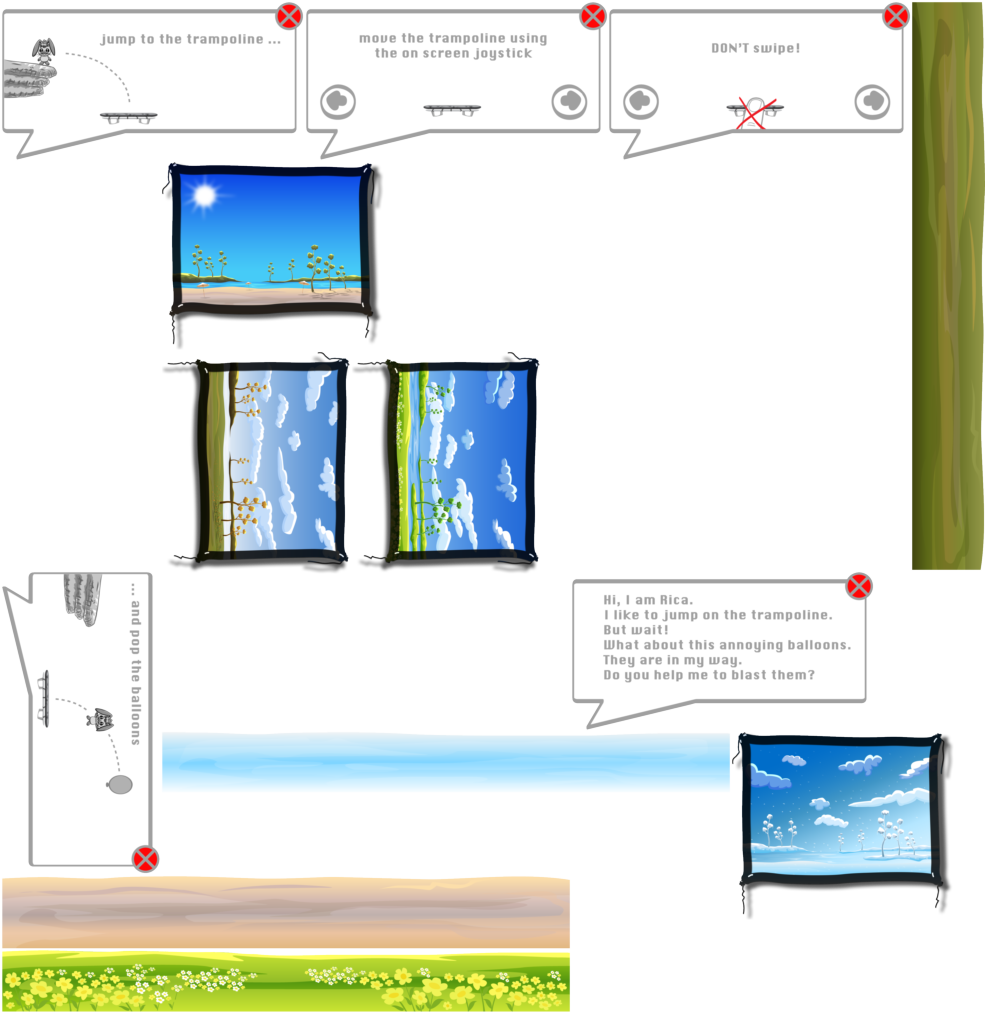 jump to the trampoline ...
move the trampoline using
the on screen joystick
DON'T swipe!
... and pop the balloons
Hi, I am Rica.
I like to jump on the trampoline.
But wait!
What about this annoying balloons.
They are in my way.
Do you help me to blast them?